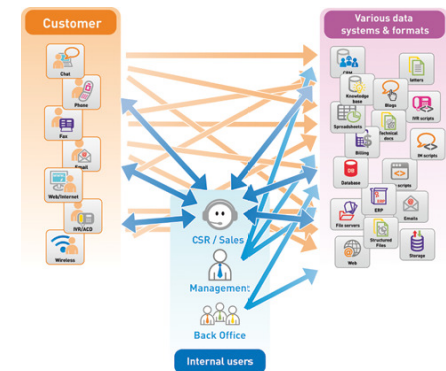 Customer
Chat
Phone
Fax
Email
Web/Internet
IVR/ACD
Wireless
CSR / Sales
Management
Back Office
Internal users
Various data
systems & formats
CRM
letters
Knowledge
base
Blogs
IVR scripts
Spreadsheets
Technical
docs
Billing
IM scripts
DB
Database
scripts
File servers
ERP
Emails
Structured
Files
Web
Storage